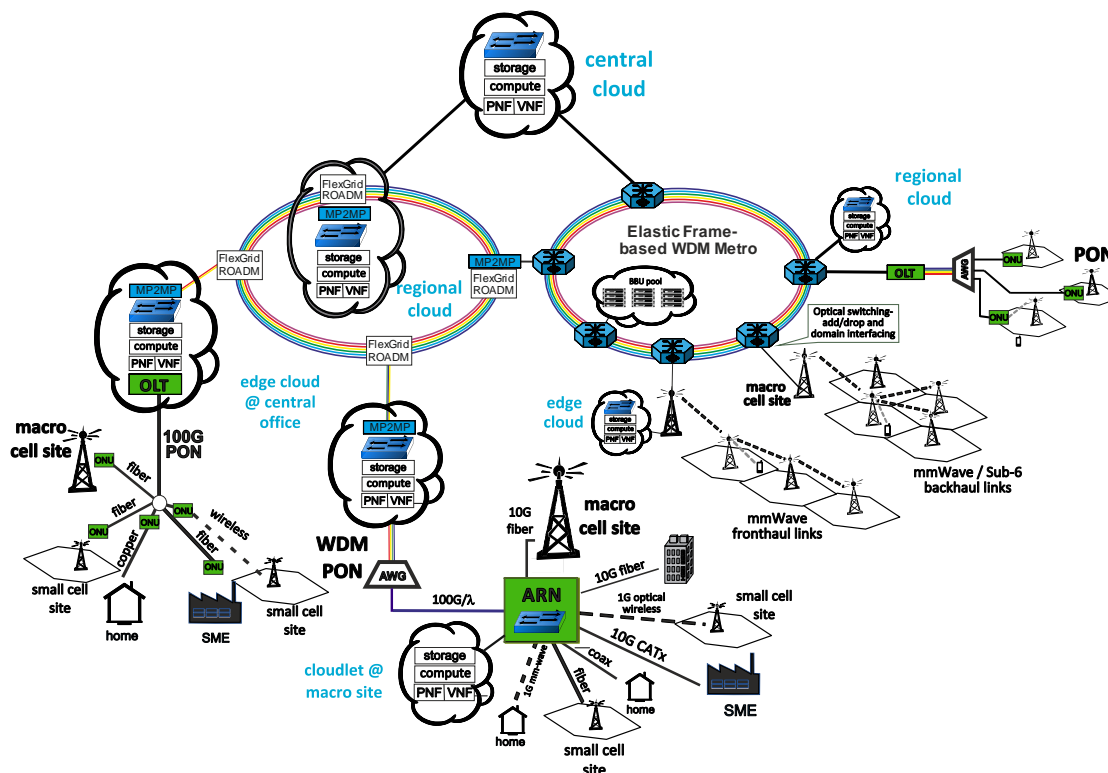 central
cloud
storage
compute
PNF VNF
FlexGrid
ROADM
MP2MP
storage
compute
PNF VNF
regional
cloud
FlexGrid
ROADM
MP2MP
FlexGrid
ROADM
FlexGrid
ROADM
Elastic Frame-
based WDM Metro
BBU pool
regional
cloud
storage
compute
PNF VNF
OLT
AWG
PON
ONU
ONU
ONU
Optical switching-
add/drop and
domain interfacing
MP2MP
storage
compute
PNF VNF
OLT
edge cloud
@ central
office
edge
cloud
storage
compute
PNF VNF
macro
cell site
mmWave / Sub-6
backhaul links
mmWave
fronthaul links
macro
cell site
100G
PON
ONU
fiber
ONU
fiber
ONU
copper
fiber
ONU
wireless
small cell
site
home
SME
small cell
site
MP2MP
storage
compute
PNF VNF
WDM
PON
AWG
100G/λ
10G
fiber
macro
cell site
ARN
10G fiber
1G optical
wireless
small cell
site
10G CATx
SME
coax
home
fiber
small cell
site
1G mm-wave
home
cloudlet @
macro site
storage
compute
PNF VNF